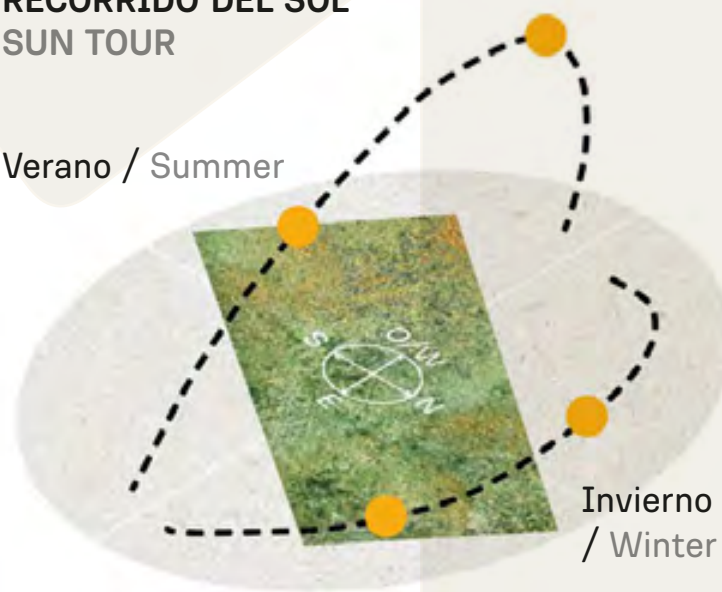 RECORRIDO DEL SOL
SUN TOUR
Verano / Summer
S
O/W
E
N
Invierno
/ Winter